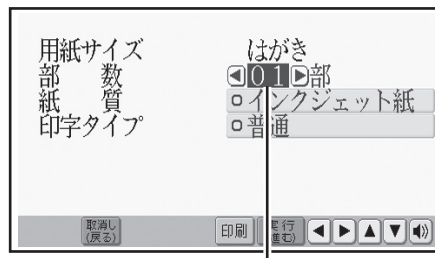 用紙サイズ はがき
部 数 ◀01▶部
紙 質 インクジェット紙
印字タイプ 普通
取消し 印刷 実行
(戻る) 進む)